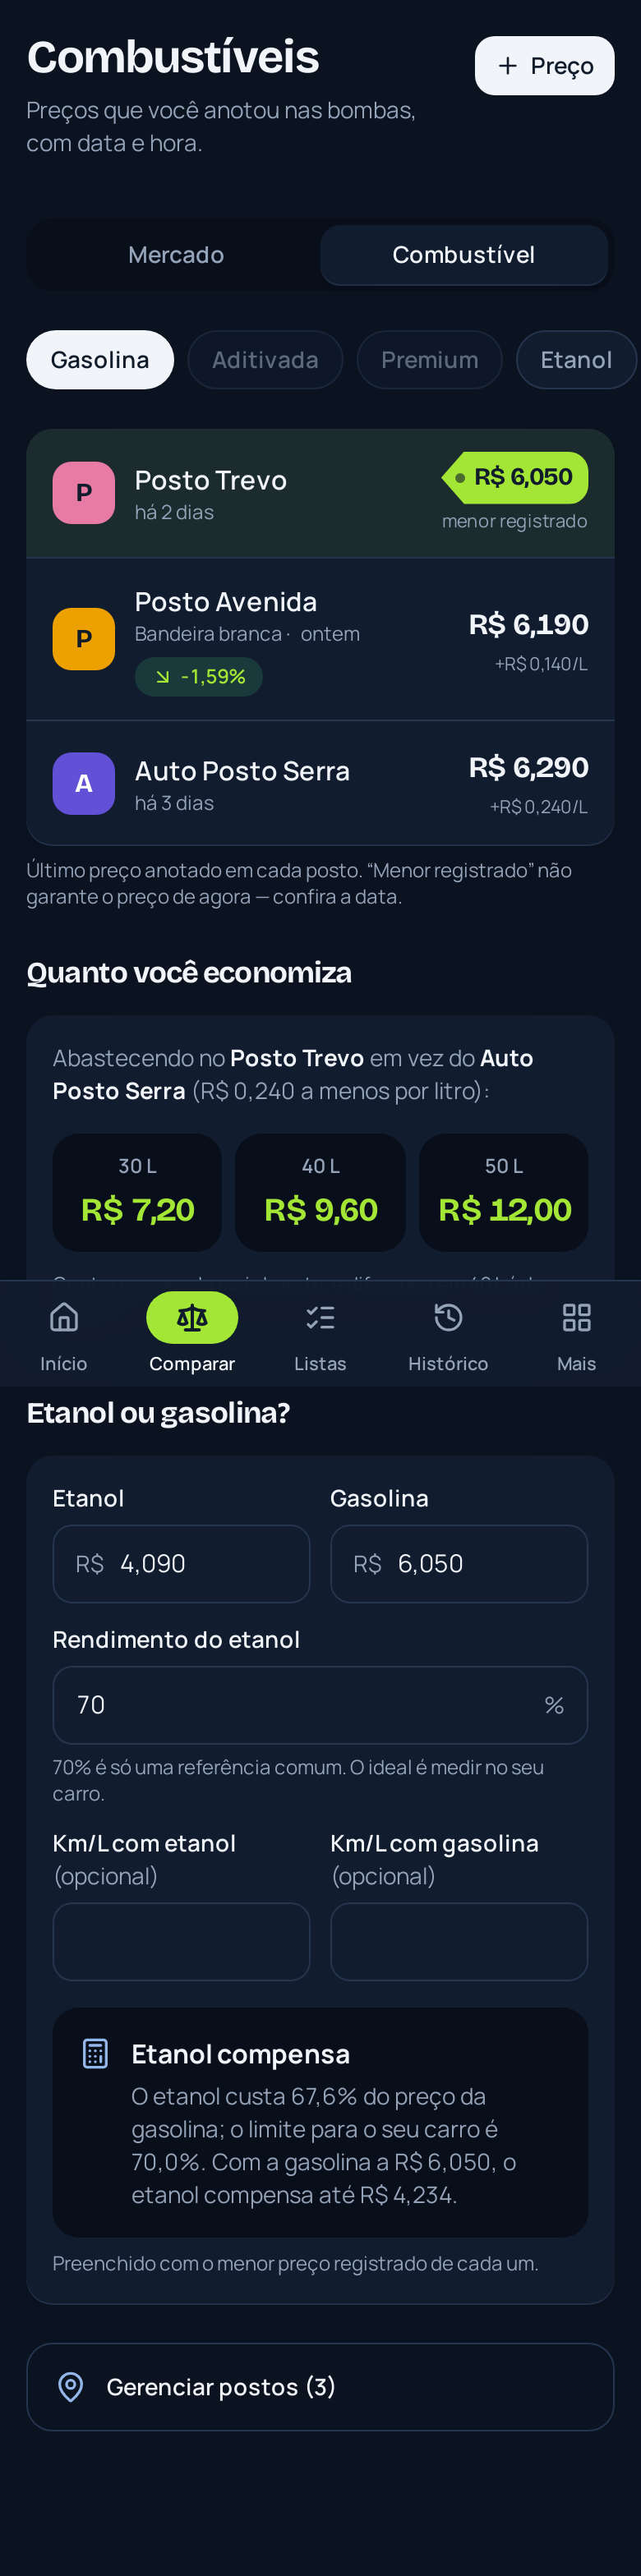 Combustíveis
+ Preço
Preços que você anotou nas bombas,
com data e hora.
Mercado
Combustível
Gasolina
Aditivada
Premium
Etanol
P
Posto Trevo
há 2 dias
R$ 6,050
menor registrado
P
Posto Avenida
Bandeira branca · ontem
-1,59%
R$ 6,190
+R$ 0,140/L
A
Auto Posto Serra
há 3 dias
R$ 6,290
+R$ 0,240/L
Último preço anotado em cada posto. “Menor registrado” não
garante o preço de agora — confira a data.
Quanto você economiza
Abastecendo no Posto Trevo em vez do Auto
Posto Serra (R$ 0,240 a menos por litro):
30 L
R$ 7,20
40 L
R$ 9,60
50 L
R$ 12,00
Início
Comparar
Listas
Histórico
Mais
Etanol ou gasolina?
Etanol
Gasolina
R$ 4,090
R$ 6,050
Rendimento do etanol
70 %
70% é só uma referência comum. O ideal é medir no seu
carro.
Km/L com etanol
(opcional)
Km/L com gasolina
(opcional)
Etanol compensa
O etanol custa 67,6% do preço da
gasolina; o limite para o seu carro é
70,0%. Com a gasolina a R$ 6,050, o
etanol compensa até R$ 4,234.
Preenchido com o menor preço registrado de cada um.
Gerenciar postos (3)